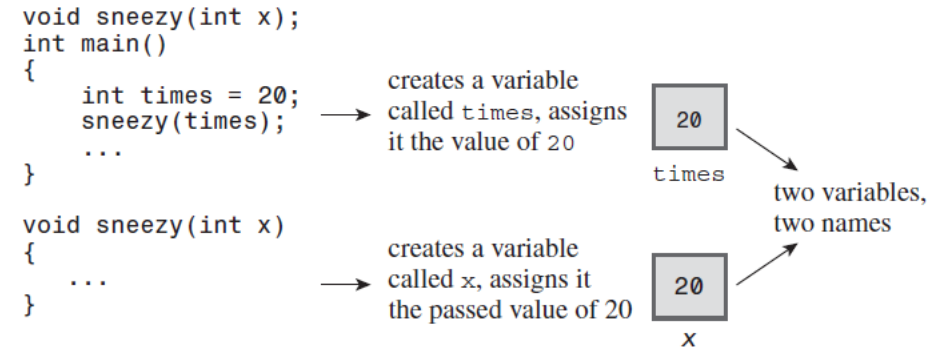 void sneezy(int x);
int main()
{
int times = 20;
sneezy(times);
...
}
creates a variable
called times, assigns
it the value of 20
20
times
two variables,
two names
void sneezy(int x)
{
...
}
creates a variable
called x, assigns it
the passed value of 20
20
x